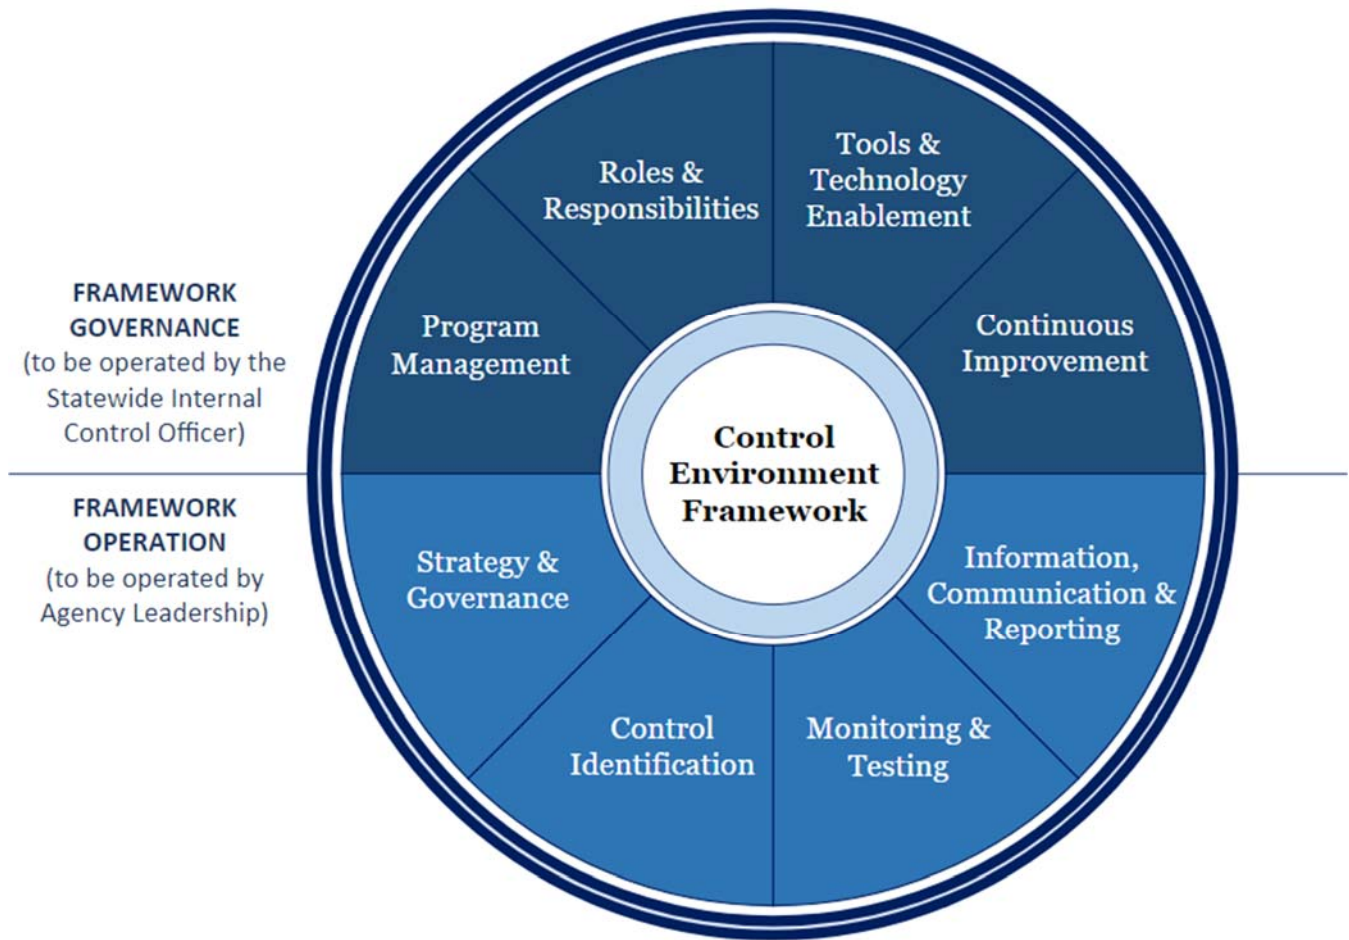 FRAMEWORK
GOVERNANCE
(to be operated by the
Statewide Internal
Control Officer)
FRAMEWORK
OPERATION
(to be operated by
Agency Leadership)
Program
Management
Roles &
Responsibilities
Tools &
Technology
Enablement
Continuous
Improvement
Control
Environment
Framework
Strategy &
Governance
Control
Identification
Monitoring &
Testing
Information,
Communication &
Reporting